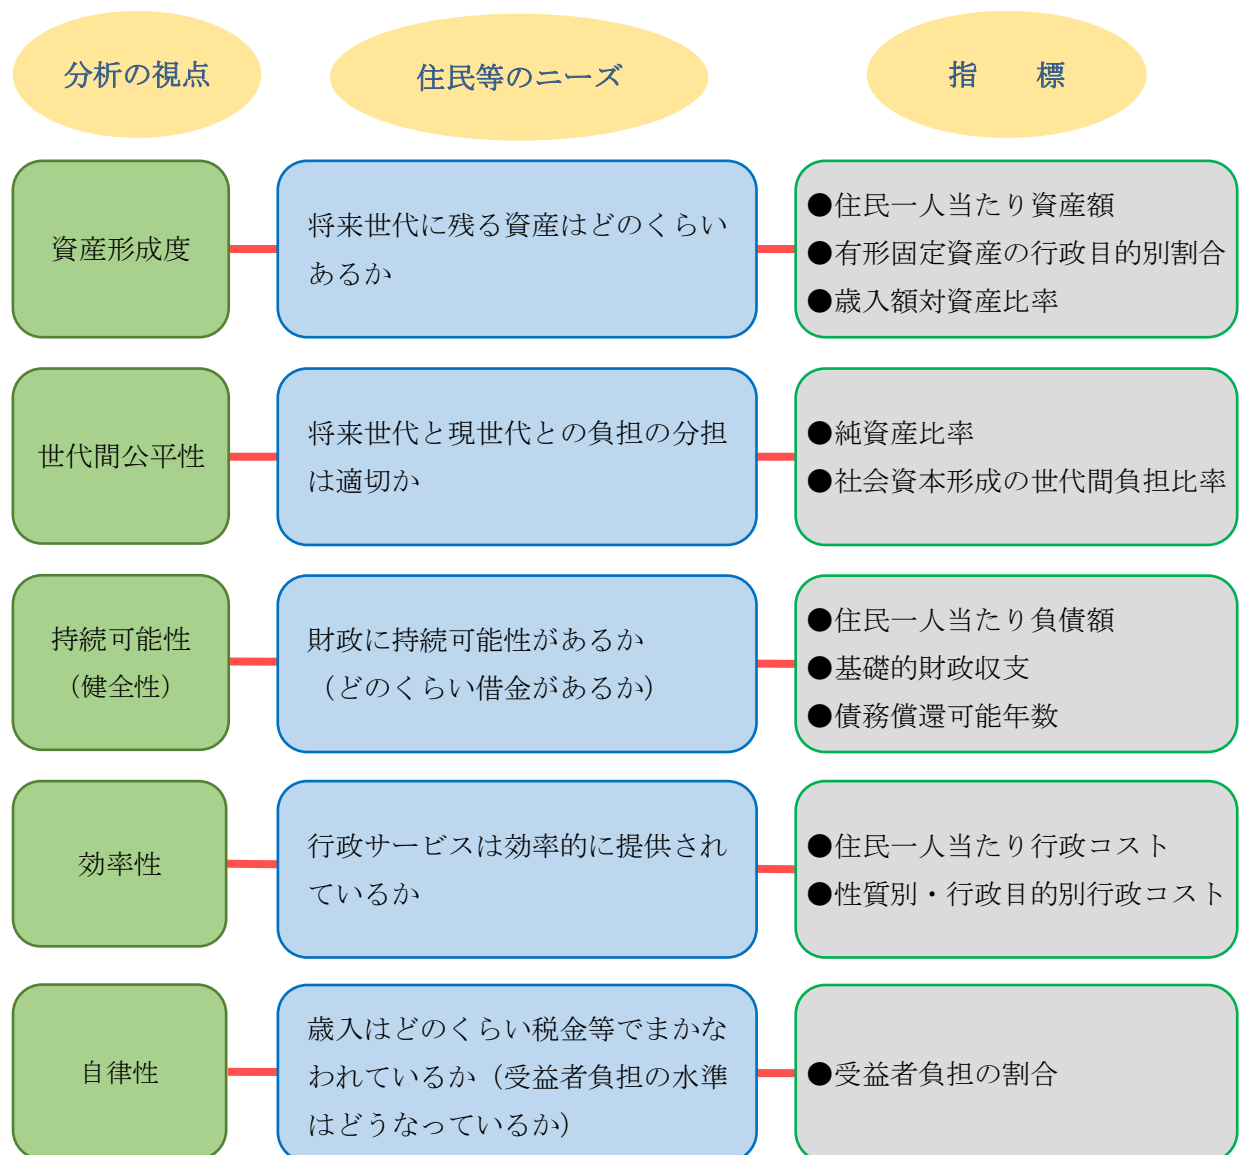 分析の視点
住民等のニーズ
指　標
資産形成度
将来世代に残る資産はどのくらい
あるか
●住民一人当たり資産額
●有形固定資産の行政目的別割合
●歳入額対資産比率
世代間公平性
将来世代と現世代との負担の分担
は適切か
●純資産比率
●社会資本形成の世代間負担比率
持続可能性
（健全性）
財政に持続可能性があるか
（どのくらい借金があるか）
●住民一人当たり負債額
●基礎的財政収支
●債務償還可能年数
効率性
行政サービスは効率的に提供され
ているか
●住民一人当たり行政コスト
●性質別・行政目的別行政コスト
自律性
歳入はどのくらい税金等でまかな
われているか（受益者負担の水準
はどうなっているか）
●受益者負担の割合